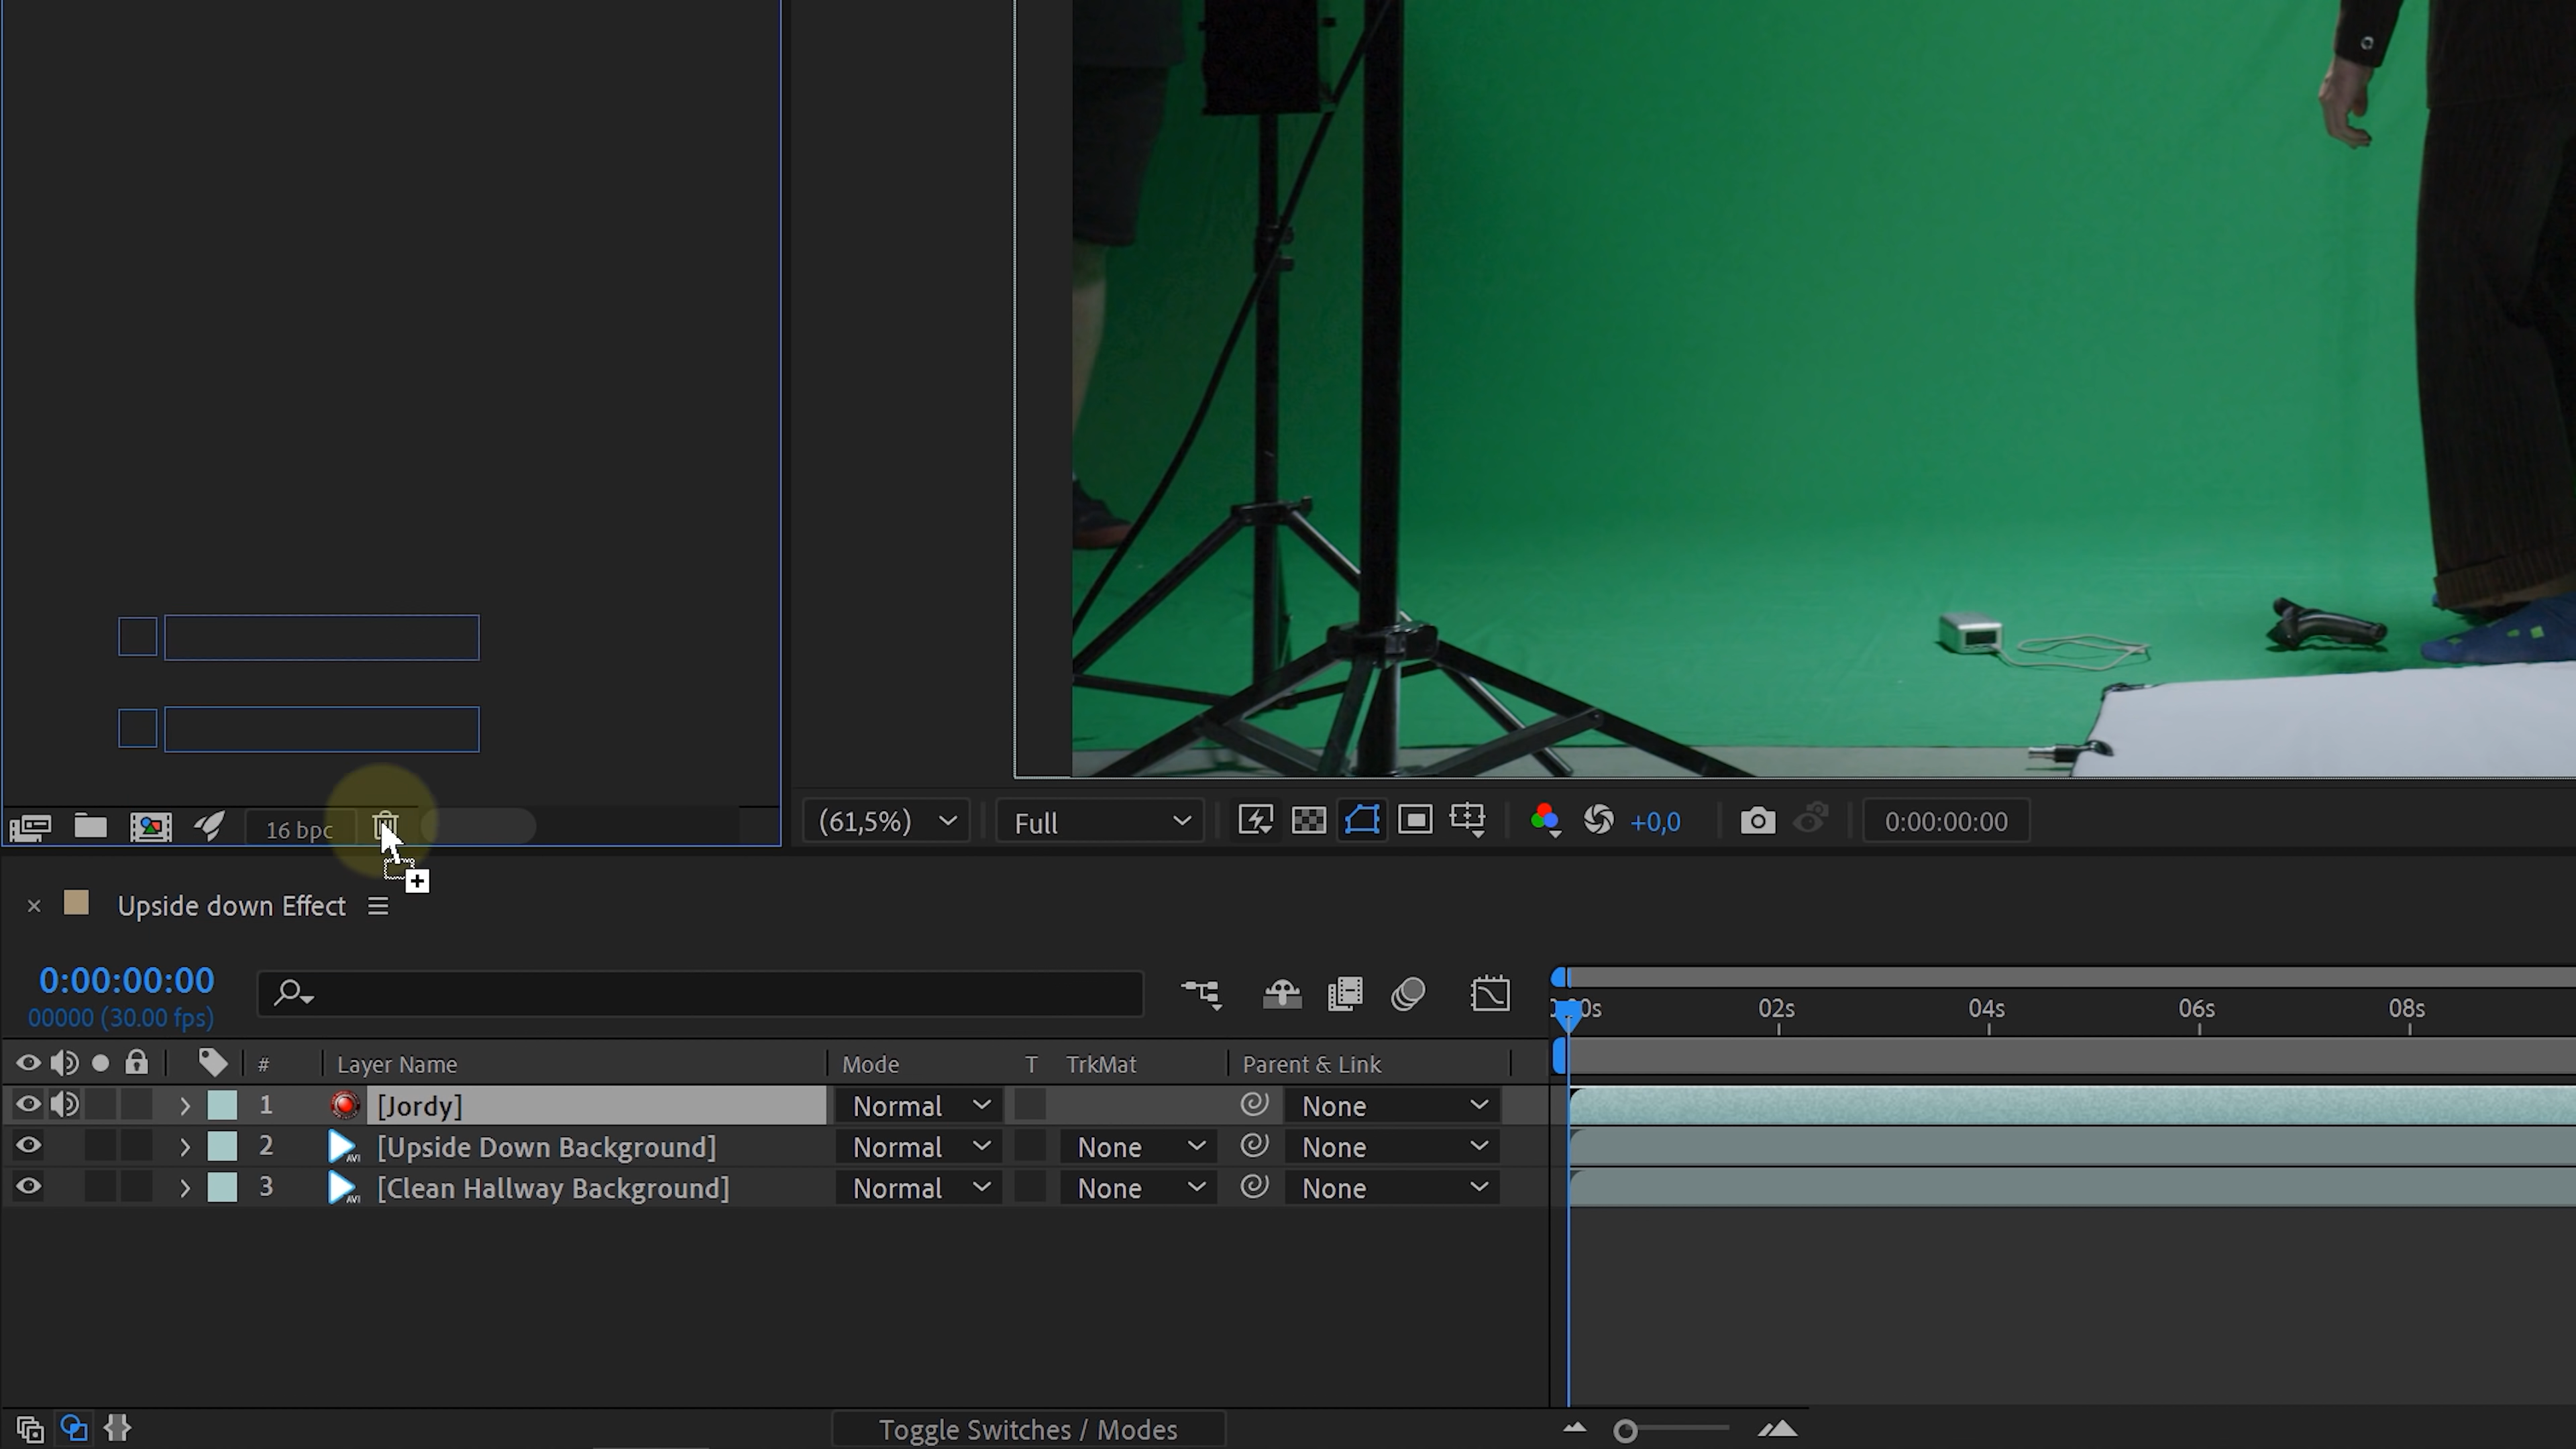 16 bpc
(61,5%) Full +0,0 0:00:00:00
Upside down Effect
0:00:00:00
00000 (30.00 fps)
02s 04s 06s 08s
# Layer Name Mode T TrkMat Parent & Link
1 [Jordy] Normal None
2 [Upside Down Background] Normal None None
3 [Clean Hallway Background] Normal None None
Toggle Switches / Modes